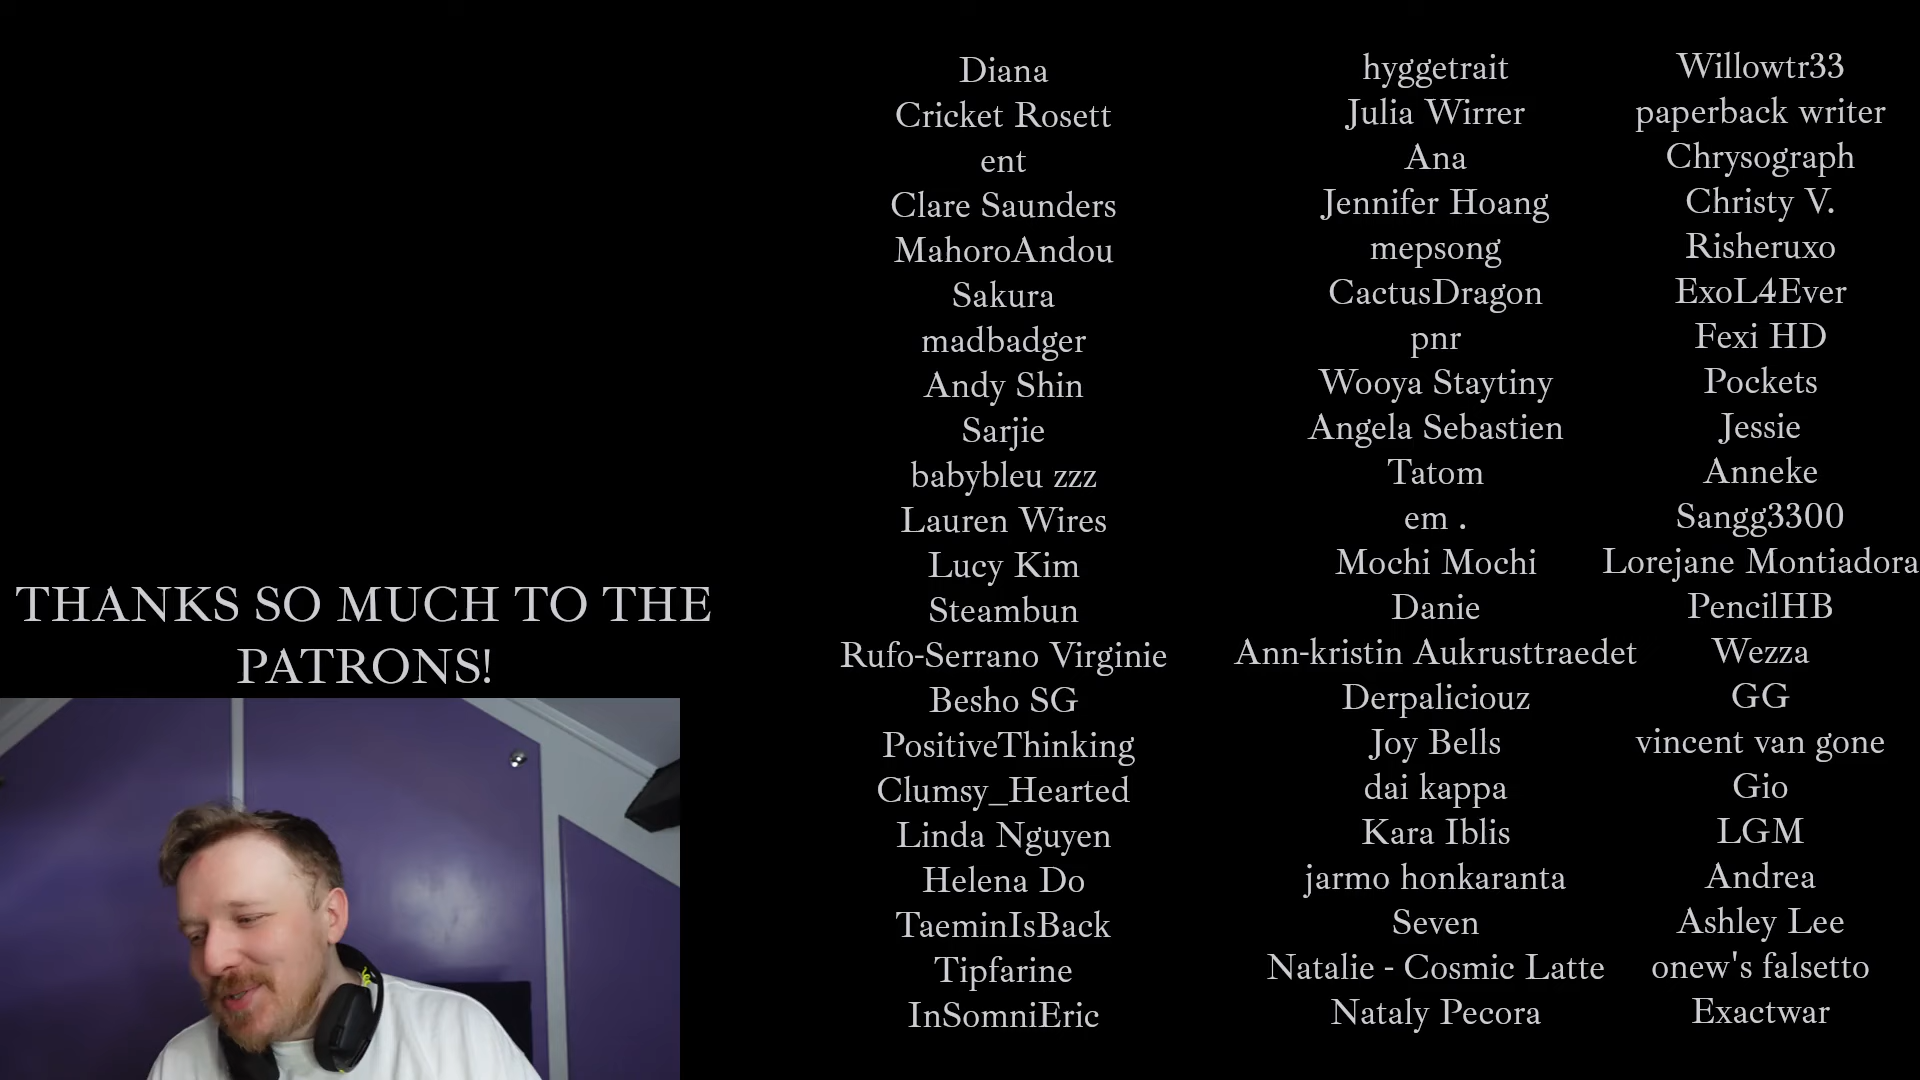 THANKS SO MUCH TO THE
PATRONS!
Diana
Cricket Rosett
ent
Clare Saunders
MahoroAndou
Sakura
madbadger
Andy Shin
Sarjie
babybleu zzz
Lauren Wires
Lucy Kim
Steambun
Rufo-Serrano Virginie
Besho SG
PositiveThinking
Clumsy_Hearted
Linda Nguyen
Helena Do
TaeminIsBack
Tipfarine
InSomniEric
hyggetrait
Julia Wirrer
Ana
Jennifer Hoang
mepsong
CactusDragon
pnr
Wooya Staytiny
Angela Sebastien
Tatom
em .
Mochi Mochi
Danie
Ann-kristin Aukrusttraedet
Derpaliciouz
Joy Bells
dai kappa
Kara Iblis
jarmo honkaranta
Seven
Natalie - Cosmic Latte
Nataly Pecora
Willowtr33
paperback writer
Chrysograph
Christy V.
Risheruxo
ExoL4Ever
Fexi HD
Pockets
Jessie
Anneke
Sangg3300
Lorejane Montiadora
PencilHB
Wezza
GG
vincent van gone
Gio
LGM
Andrea
Ashley Lee
onew's falsetto
Exactwar